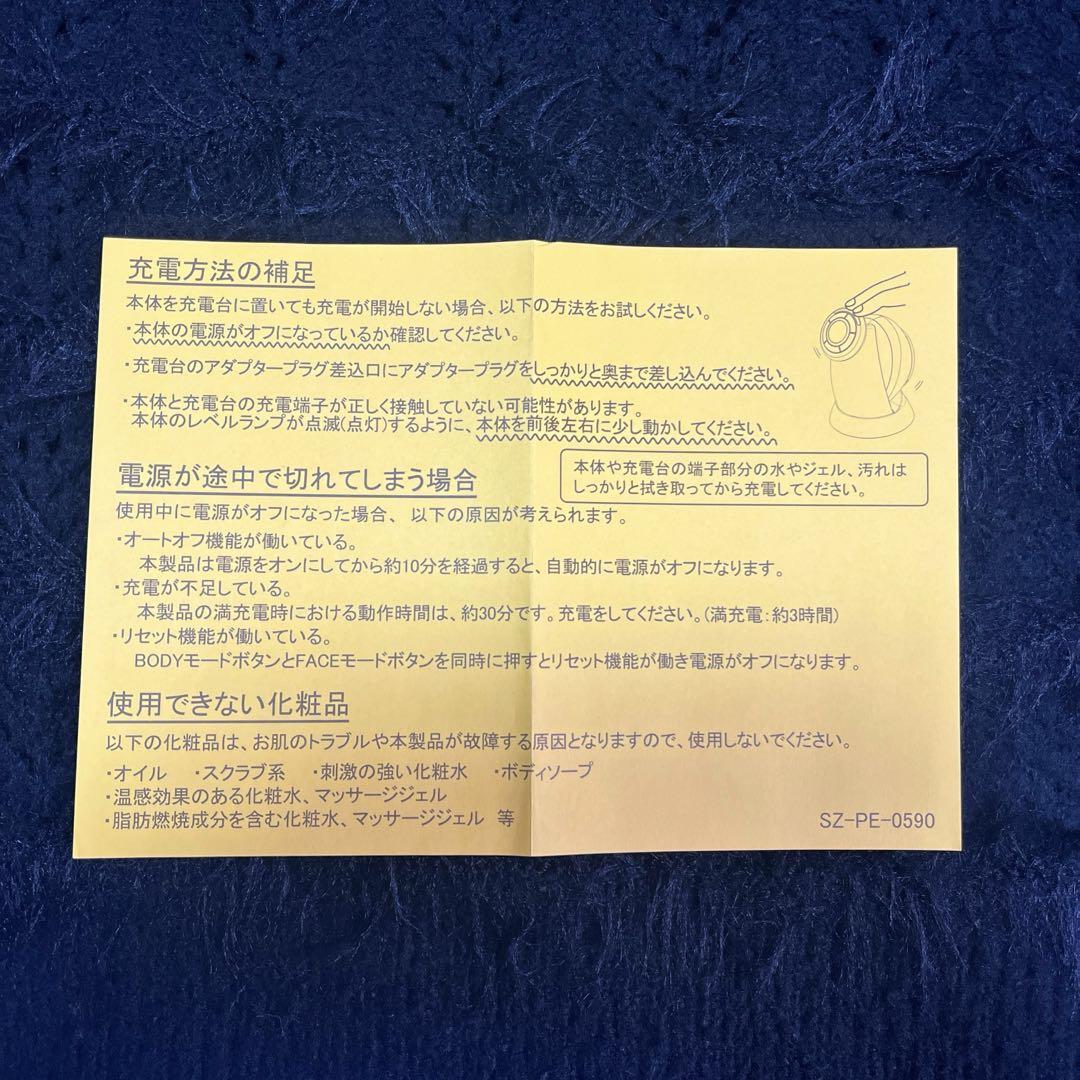 充電方法の補足
本体を充電台に置いても充電が開始しない場合、以下の方法をお試しください。
・本体の電源がオフになっているか確認してください。
・充電台のアダプタープラグ差込口にアダプタープラグをしっかりと奥まで差し込んでください。
・本体と充電台の充電端子が正しく接触していない可能性があります。
本体のレベルランプが点滅(点灯)するように、本体を前後左右に少し動かしてください。
本体や充電台の端子部分の水やジェル、汚れは
しっかりと拭き取ってから充電してください。
電源が途中で切れてしまう場合
使用中に電源がオフになった場合、以下の原因が考えられます。
・オートオフ機能が働いている。
本製品は電源をオンにしてから約10分を経過すると、自動的に電源がオフになります。
・充電が不足している。
本製品の満充電時における動作時間は、約30分です。充電をしてください。(満充電:約3時間)
・リセット機能が働いている。
BODYモードボタンとFACEモードボタンを同時に押すとリセット機能が働き電源がオフになります。
使用できない化粧品
以下の化粧品は、お肌のトラブルや本製品が故障する原因となりますので、使用しないでください。
・オイル ・スクラブ系 ・刺激の強い化粧水 ・ボディソープ
・温感効果のある化粧水、マッサージジェル
・脂肪燃焼成分を含む化粧水、マッサージジェル 等
SZ-PE-0590